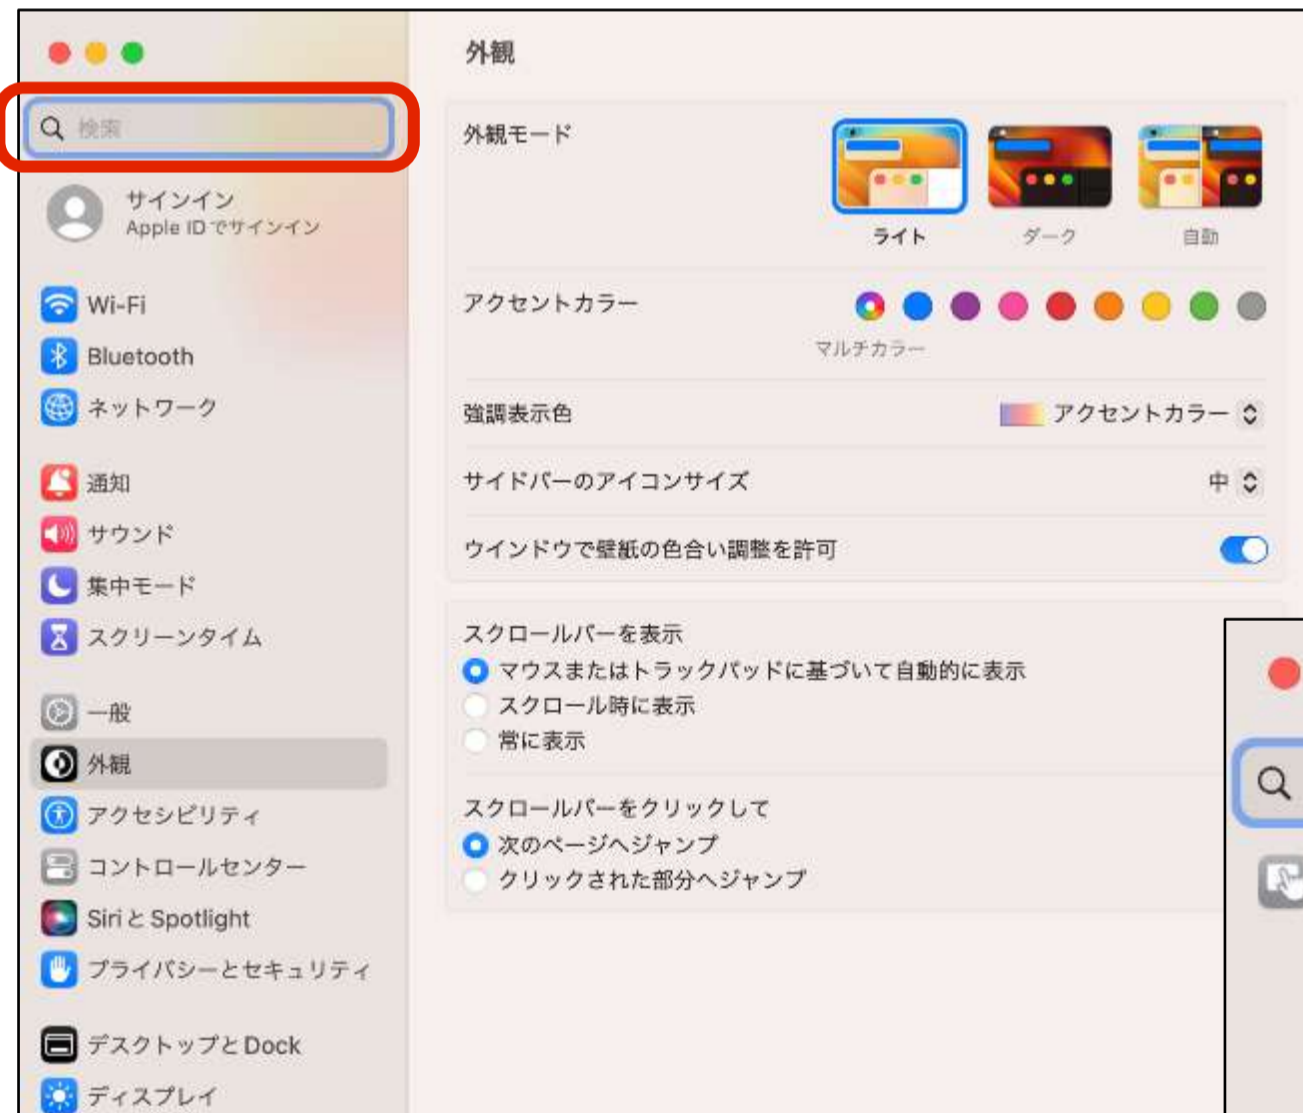 検索
サインイン
Apple IDでサインイン
Wi-Fi
Bluetooth
ネットワーク
通知
サウンド
集中モード
スクリーンタイム
一般
外観
アクセシビリティ
コントロールセンター
SiriとSpotlight
プライバシーとセキュリティ
デスクトップとDock
ディスプレイ
外観
外観モード
ライト
ダーク
自動
アクセントカラー
マルチカラー
強調表示色
アクセントカラー
サイドバーのアイコンサイズ
中
ウインドウで壁紙の色合い調整を許可
スクロールバーを表示
マウスまたはトラックパッドに基づいて自動的に表示
スクロール時に表示
常に表示
スクロールバーをクリックして
次のページへジャンプ
クリックされた部分へジャンプ